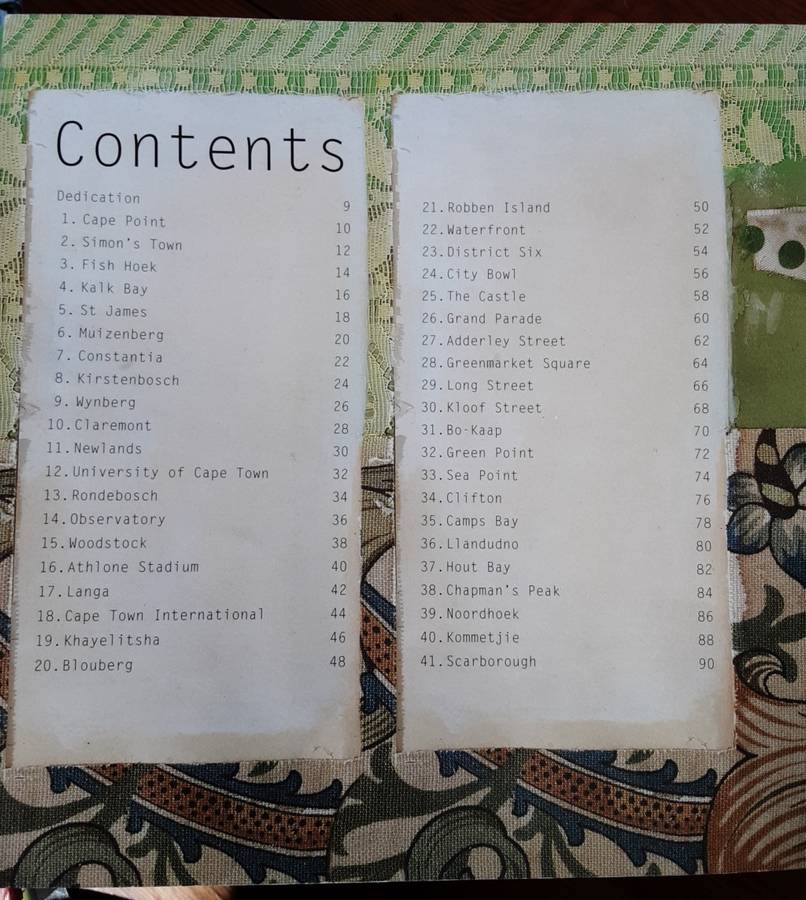 Contents
Dedication 9
1. Cape Point 10
2. Simon's Town 12
3. Fish Hoek 14
4. Kalk Bay 16
5. St James 18
6. Muizenberg 20
7. Constantia 22
8. Kirstenbosch 24
9. Wynberg 26
10. Claremont 28
11. Newlands 30
12. University of Cape Town 32
13. Rondebosch 34
14. Observatory 36
15. Woodstock 38
16. Athlone Stadium 40
17. Langa 42
18. Cape Town International 44
19. Khayelitsha 46
20. Blouberg 48
21. Robben Island 50
22. Waterfront 52
23. District Six 54
24. City Bowl 56
25. The Castle 58
26. Grand Parade 60
27. Adderley Street 62
28. Greenmarket Square 64
29. Long Street 66
30. Kloof Street 68
31. Bo-Kaap 70
32. Green Point 72
33. Sea Point 74
34. Clifton 76
35. Camps Bay 78
36. Llandudno 80
37. Hout Bay 82
38. Chapman's Peak 84
39. Noordhoek 86
40. Kommetjie 88
41. Scarborough 90